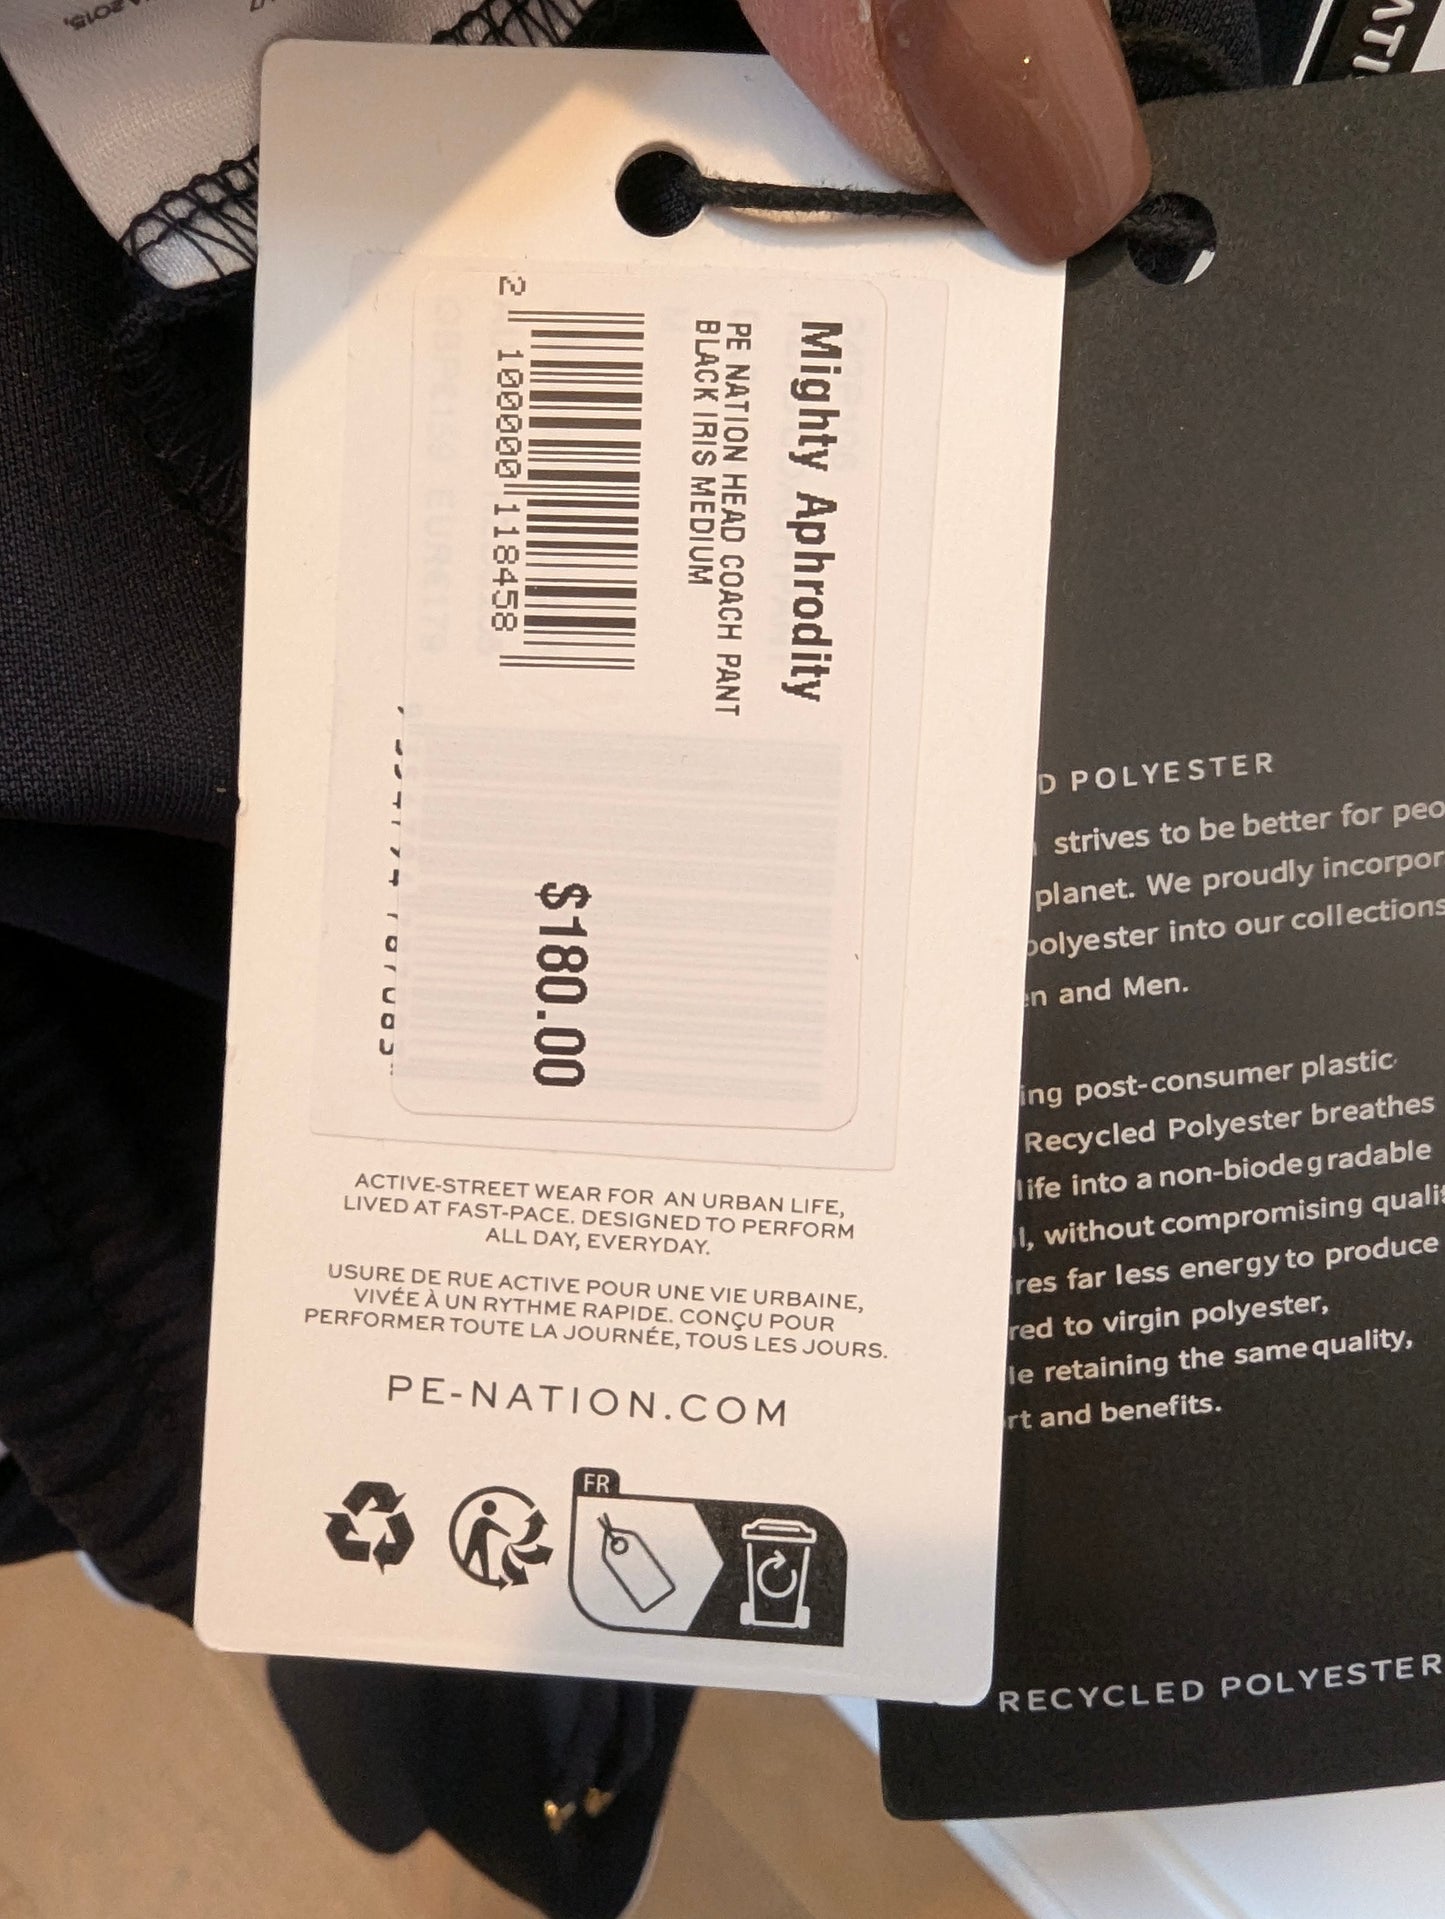 Mighty Aphrodity
PE NATION HEAD COACH PANT
BLACK IRIS MEDIUM
2 100000 118458
$180.00
ACTIVE-STREET WEAR FOR AN URBAN LIFE,
LIVED AT FAST-PACE. DESIGNED TO PERFORM
ALL DAY, EVERYDAY.
USURE DE RUE ACTIVE POUR UNE VIE URBAINE,
VIVÉE À UN RYTHME RAPIDE. CONÇU POUR
PERFORMER TOUTE LA JOURNÉE, TOUS LES JOURS.
PE-NATION.COM
FR
D POLYESTER
strives to be better for peo
planet. We proudly incorpor
polyester into our collections
en and Men.
ing post-consumer plastic
Recycled Polyester breathes
life into a non-biodegradable
l, without compromising qualit
res far less energy to produce
red to virgin polyester,
le retaining the same quality,
rt and benefits.
RECYCLED POLYESTER